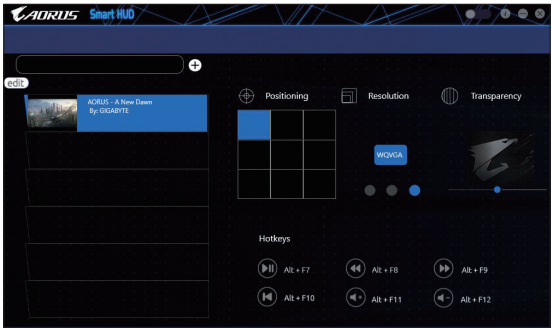 AORUS Smart HUD
edit
AORUS - A New Dawn
By: GIGABYTE
Positioning Resolution Transparency
WQVGA
Hotkeys
Alt + F7 Alt + F8 Alt + F9
Alt + F10 Alt + F11 Alt + F12